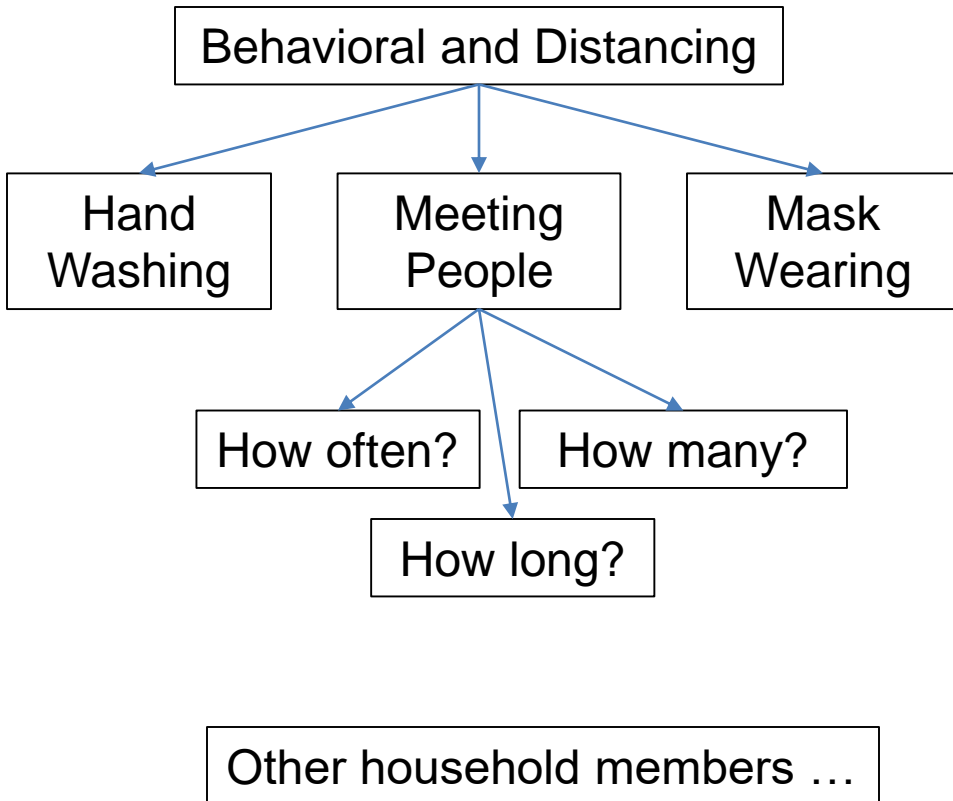 Behavioral and Distancing
Hand
Washing
Meeting
People
Mask
Wearing
How often?
How many?
How long?
Other household members …